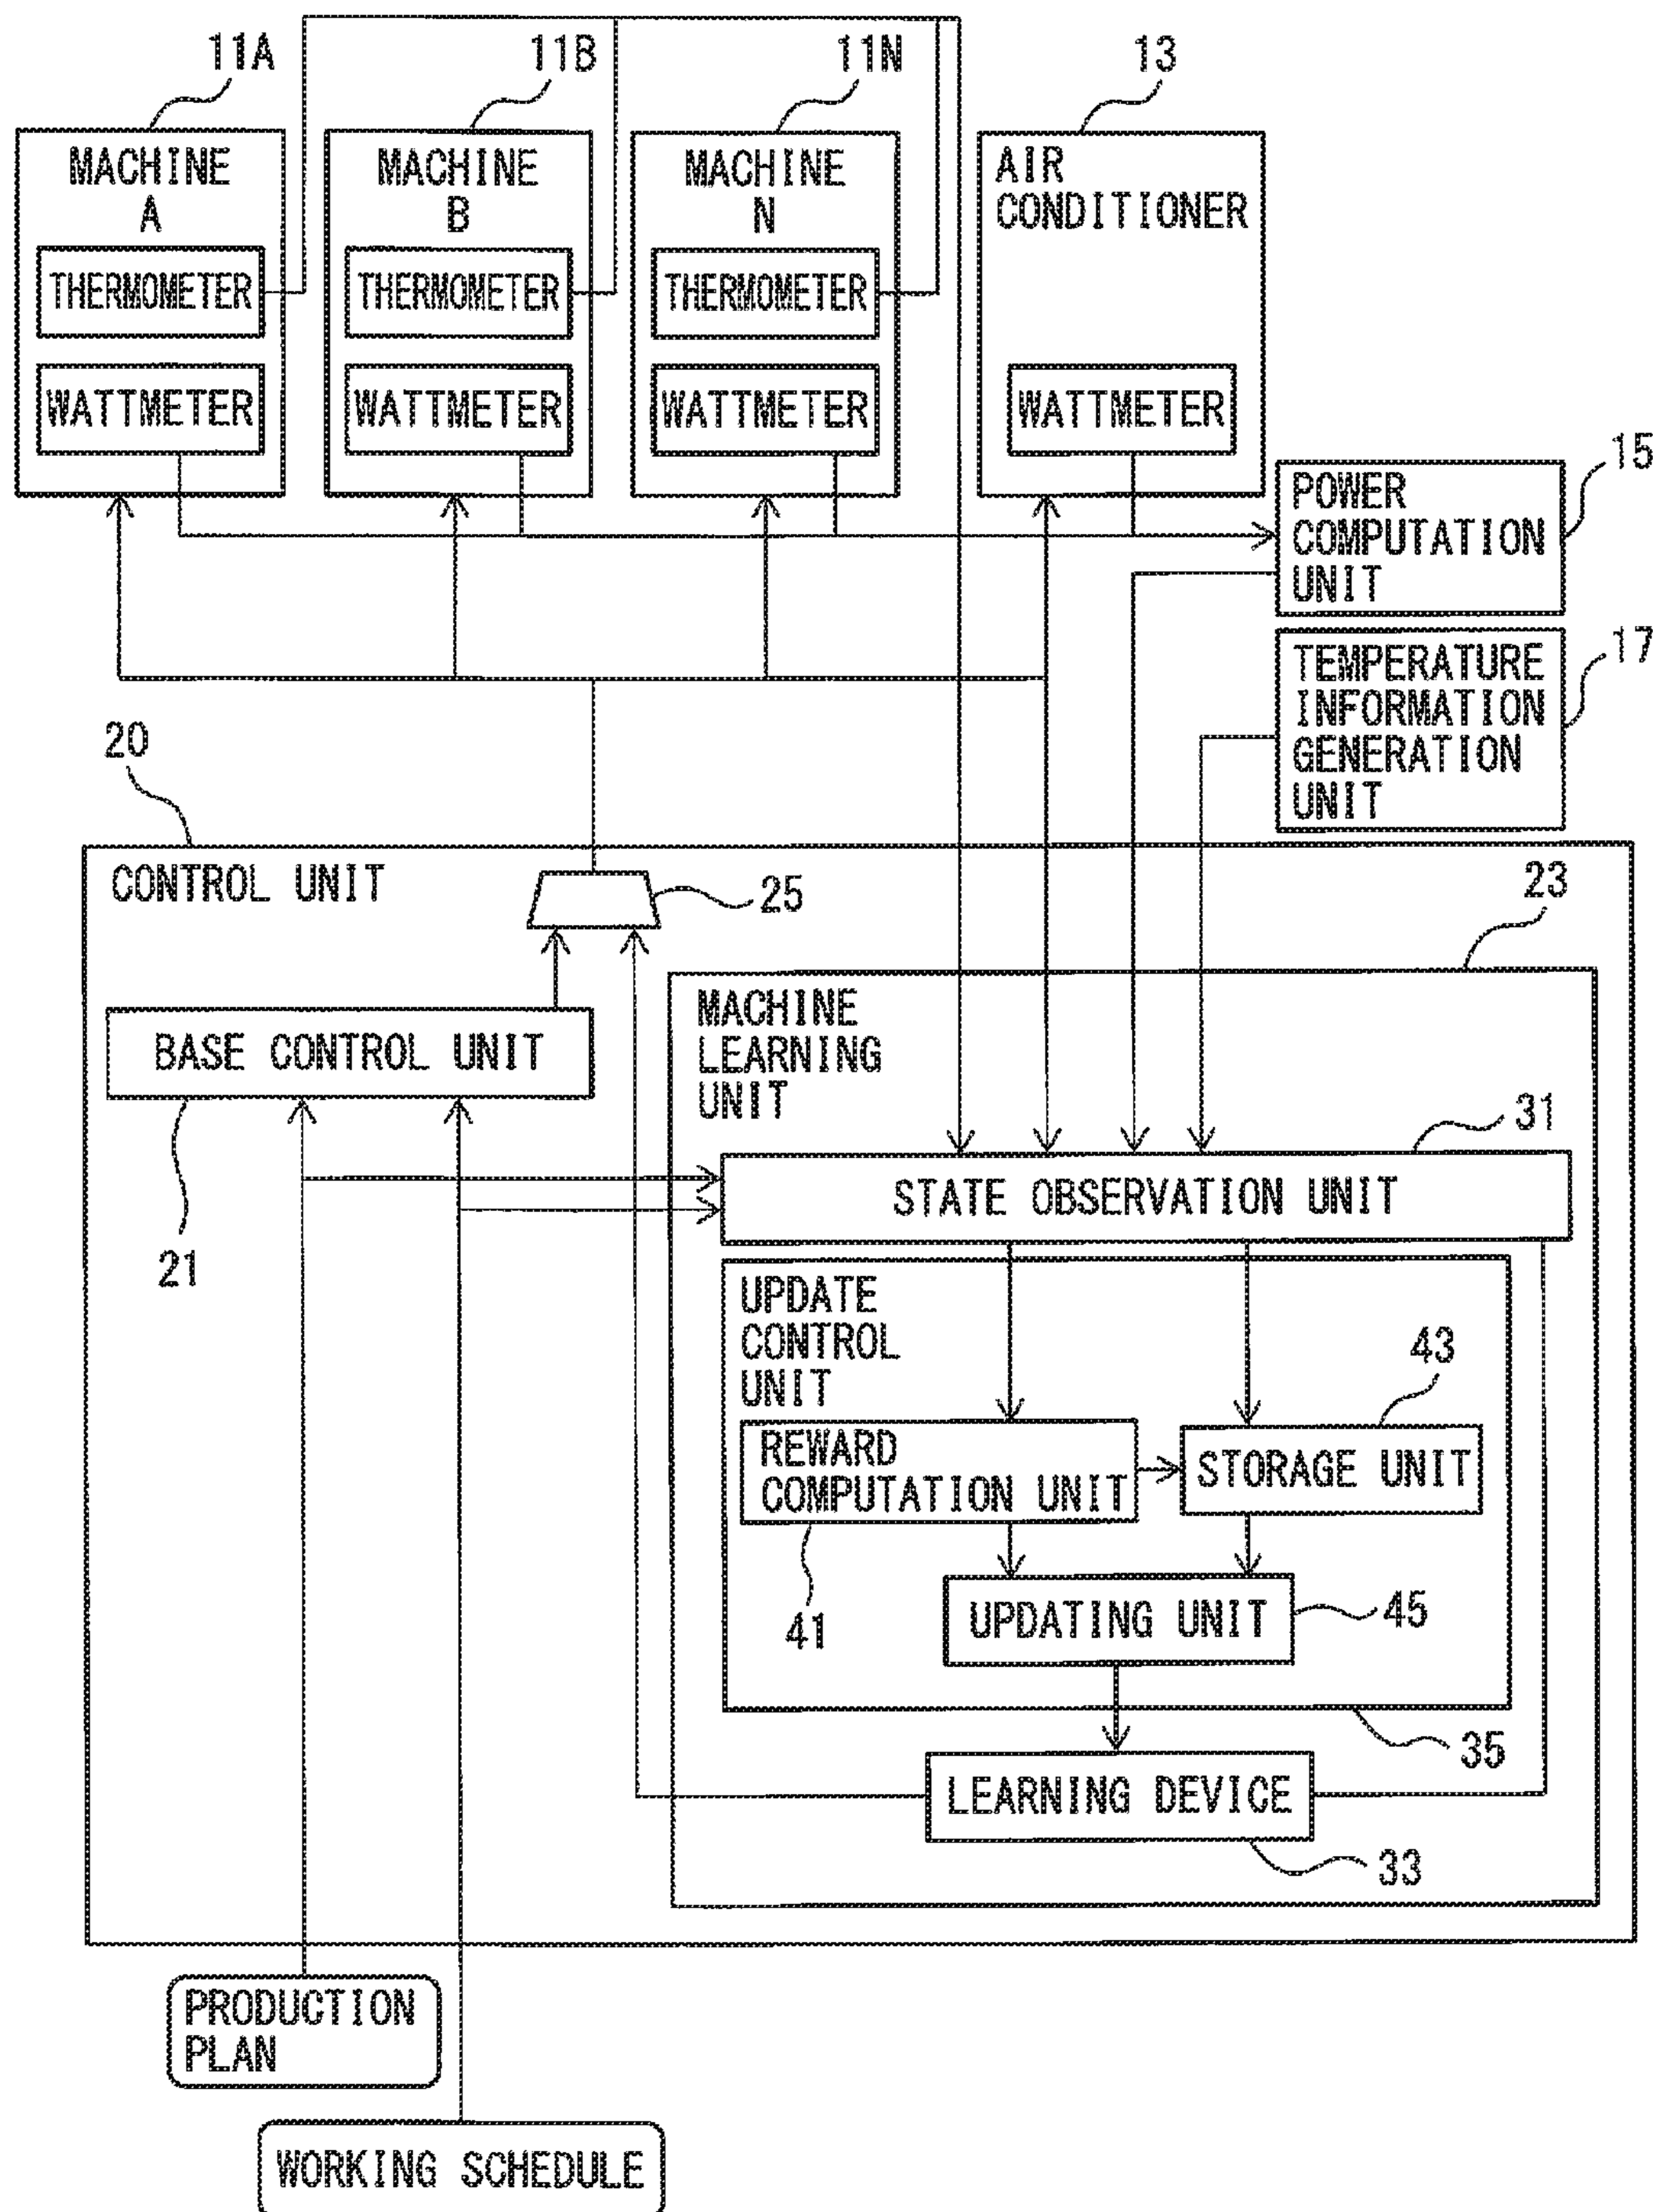 11A
11B
11N
13
MACHINE
A
MACHINE
B
MACHINE
N
AIR
CONDITIONER
THERMOMETER
THERMOMETER
THERMOMETER
WATTMETER
WATTMETER
WATTMETER
WATTMETER
15
POWER
COMPUTATION
UNIT
17
TEMPERATURE
INFORMATION
GENERATION
UNIT
20
CONTROL UNIT
25
23
BASE CONTROL UNIT
21
MACHINE
LEARNING
UNIT
31
STATE OBSERVATION UNIT
UPDATE
CONTROL
UNIT
43
REWARD
COMPUTATION UNIT
STORAGE UNIT
41
UPDATING UNIT
45
35
LEARNING DEVICE
33
PRODUCTION
PLAN
WORKING SCHEDULE